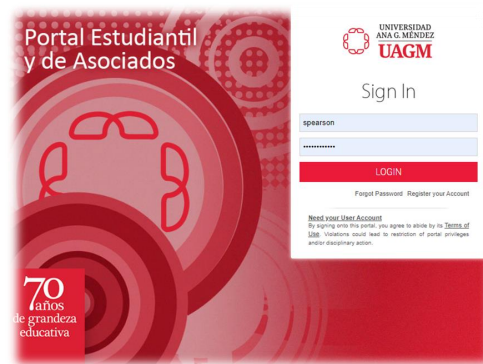 Portal Estudiantil
y de Asociados
UNIVERSIDAD
ANA G. MÉNDEZ
UAGM
Sign In
spearson
••••••••••••
LOGIN
Forgot Password Register your Account
Need your User Account
By signing onto this portal, you agree to abide by its Terms of
Use. Violations could lead to restriction of portal privileges
and/or disciplinary action.
70
años
de grandeza
educativa